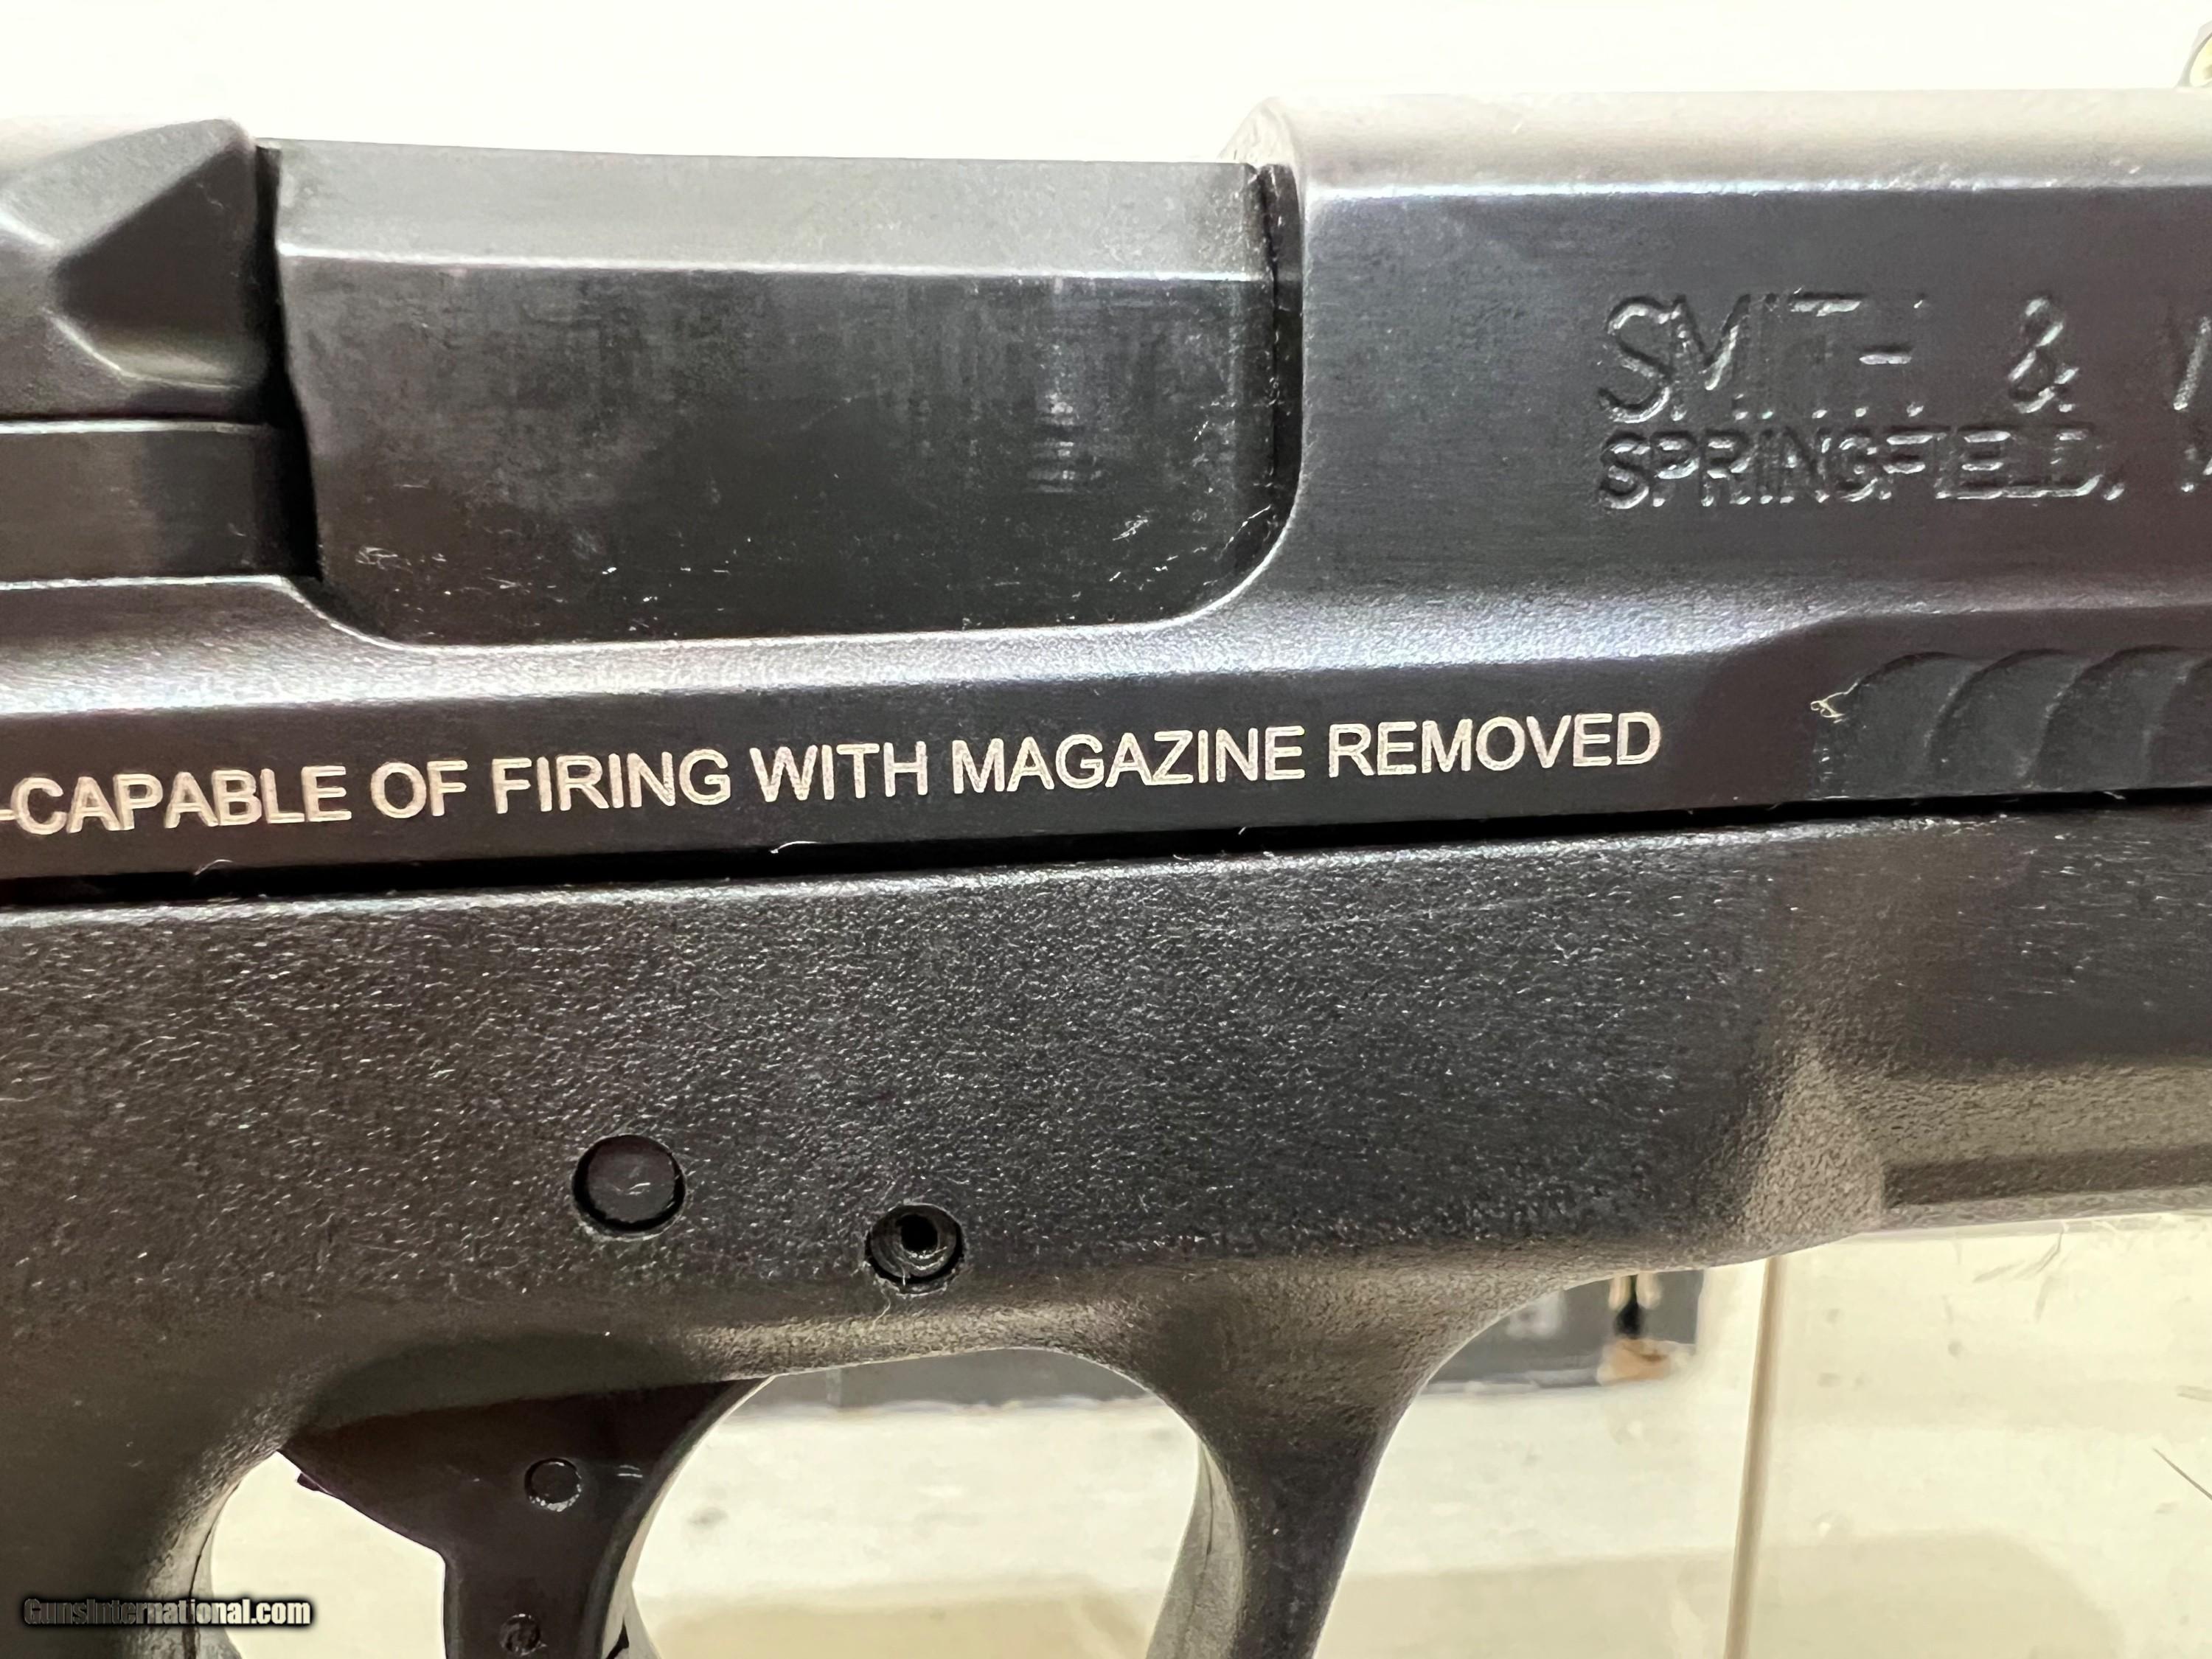 SMITH &
SPRINGFIELD,
-CAPABLE OF FIRING WITH MAGAZINE REMOVED
GunsInternational.com